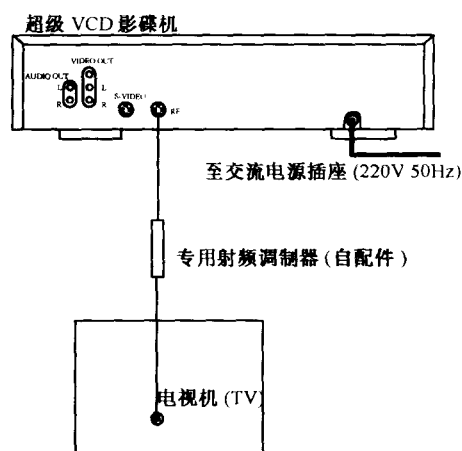 超级 VCD 影碟机
VIDEO OUT
AUDIO OUT
L
L
S-VIDEO
R
R
RF
至交流电源插座 (220V 50Hz)
专用射频调制器 (自配件)
电视机 (TV)